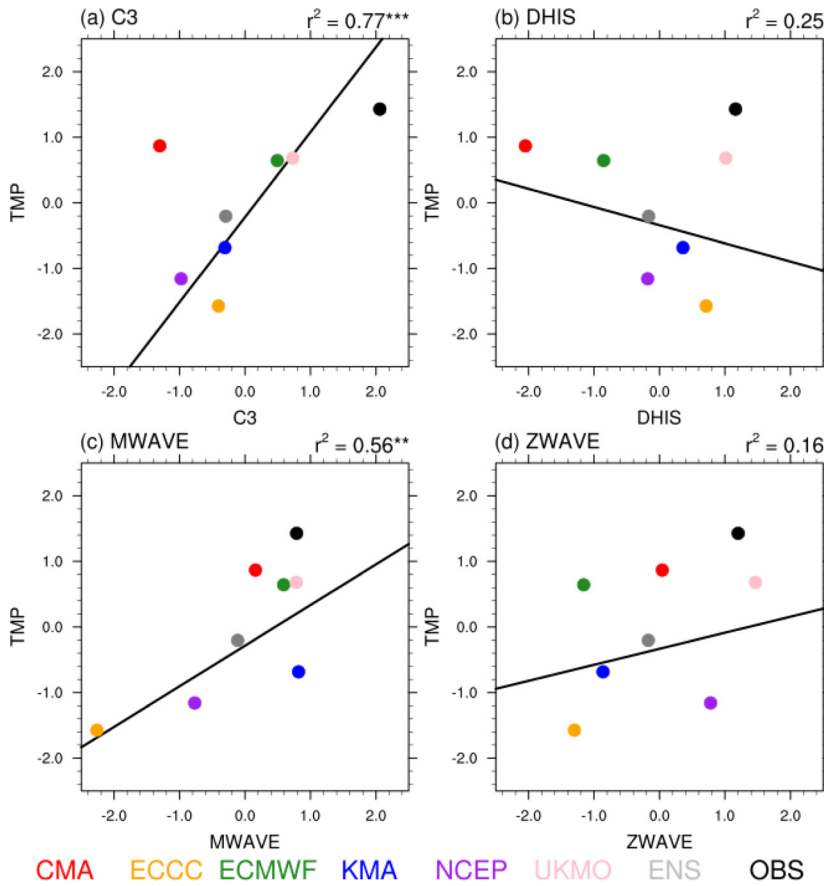 (a) C3 r² = 0.77***
2.0
1.0
0.0
-1.0
-2.0
TMP
-2.0 -1.0 0.0 1.0 2.0
C3
(b) DHIS r² = 0.25
2.0
1.0
0.0
-1.0
-2.0
TMP
-2.0 -1.0 0.0 1.0 2.0
DHIS
(c) MWAVE r² = 0.56**
2.0
1.0
0.0
-1.0
-2.0
TMP
-2.0 -1.0 0.0 1.0 2.0
MWAVE
(d) ZWAVE r² = 0.16
2.0
1.0
0.0
-1.0
-2.0
TMP
-2.0 -1.0 0.0 1.0 2.0
ZWAVE
CMA ECCC ECMWF KMA NCEP UKMO ENS OBS